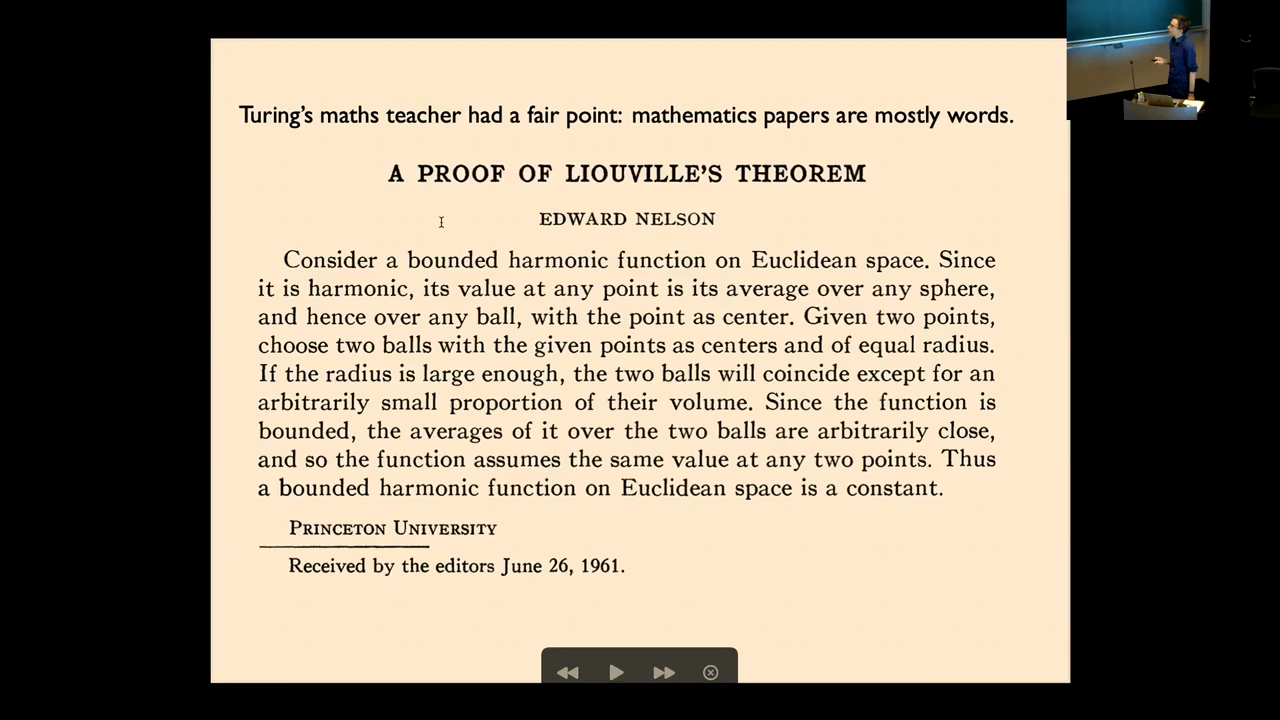 Turing's maths teacher had a fair point: mathematics papers are mostly words.
A PROOF OF LIOUVILLE'S THEOREM
EDWARD NELSON
Consider a bounded harmonic function on Euclidean space. Since
it is harmonic, its value at any point is its average over any sphere,
and hence over any ball, with the point as center. Given two points,
choose two balls with the given points as centers and of equal radius.
If the radius is large enough, the two balls will coincide except for an
arbitrarily small proportion of their volume. Since the function is
bounded, the averages of it over the two balls are arbitrarily close,
and so the function assumes the same value at any two points. Thus
a bounded harmonic function on Euclidean space is a constant.
PRINCETON UNIVERSITY
Received by the editors June 26, 1961.